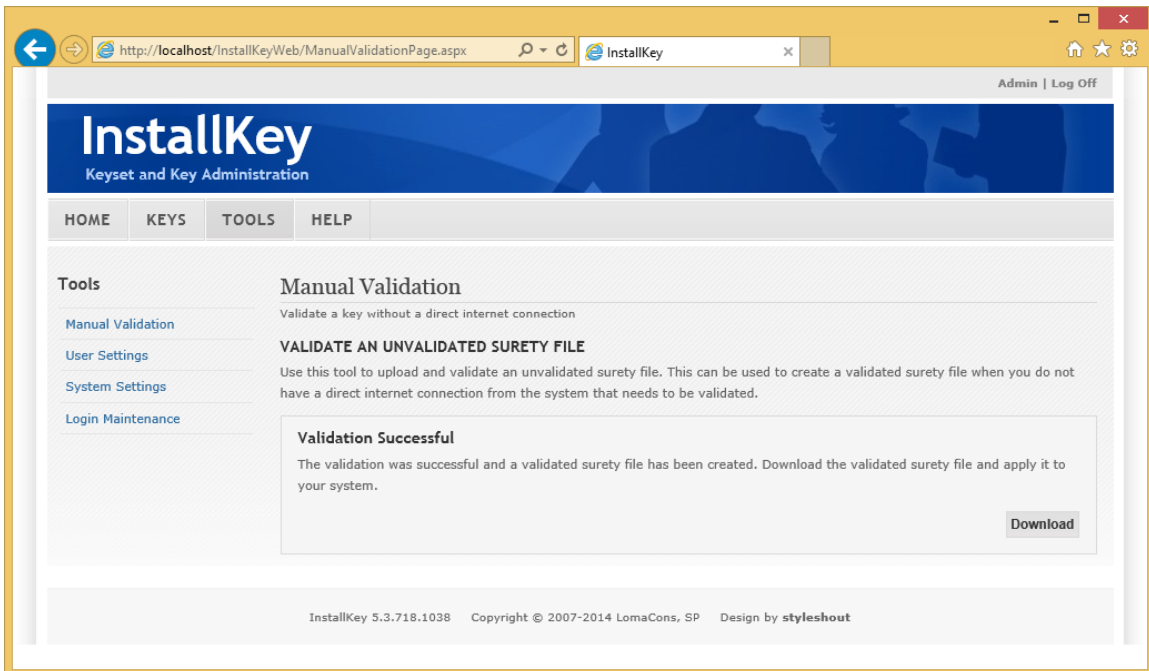 http://localhost/InstallKeyWeb/ManualValidationPage.aspx
InstallKey
Admin | Log Off
InstallKey
Keyset and Key Administration
HOME KEYS TOOLS HELP
Tools
Manual Validation
User Settings
System Settings
Login Maintenance
Manual Validation
Validate a key without a direct internet connection
VALIDATE AN UNVALIDATED SURETY FILE
Use this tool to upload and validate an unvalidated surety file. This can be used to create a validated surety file when you do not
have a direct internet connection from the system that needs to be validated.
Validation Successful
The validation was successful and a validated surety file has been created. Download the validated surety file and apply it to
your system.
Download
InstallKey 5.3.718.1038 Copyright © 2007-2014 LomaCons, SP Design by styleshout